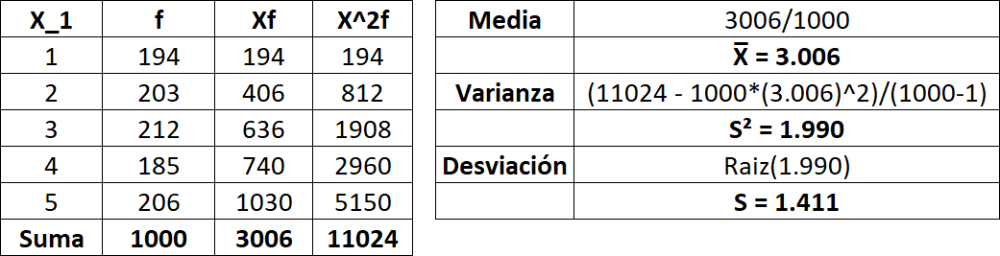 X_1 f Xf X^2f
1 194 194 194
2 203 406 812
3 212 636 1908
4 185 740 2960
5 206 1030 5150
Suma 1000 3006 11024
Media 3006/1000
X̅ = 3.006
Varianza (11024 - 1000*(3.006)^2)/(1000-1)
S² = 1.990
Desviación Raiz(1.990)
S = 1.411